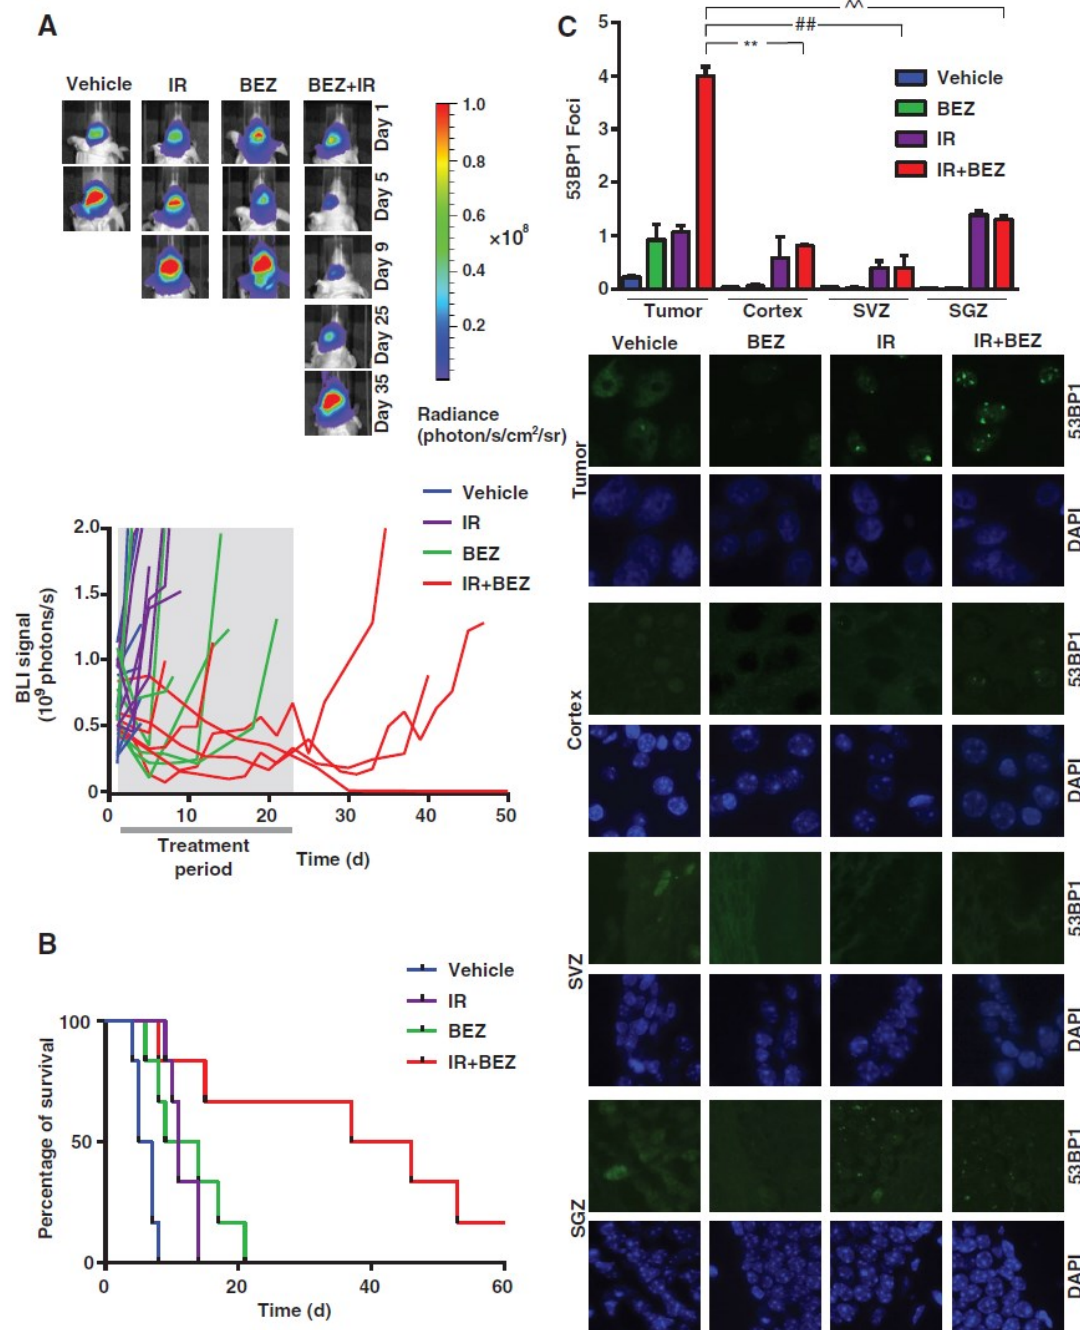 A
Vehicle IR BEZ BEZ+IR
Day 1
Day 5
Day 9
Day 25
Day 35
1.0
0.8
0.6
×10⁸
0.4
0.2
Radiance
(photon/s/cm²/sr)
Vehicle
IR
BEZ
IR+BEZ
BLI signal
(10⁹ photons/s)
2.0
1.5
1.0
0.5
0
0 10 20 30 40 50
Treatment
period
Time (d)
B
Vehicle
IR
BEZ
IR+BEZ
Percentage of survival
100
50
0
0 20 40 60
Time (d)
C
^^
##
**
53BP1 Foci
5
4
3
2
1
0
Vehicle
BEZ
IR
IR+BEZ
Tumor Cortex SVZ SGZ
Vehicle BEZ IR IR+BEZ
Tumor
53BP1
DAPI
Cortex
53BP1
DAPI
SVZ
53BP1
DAPI
SGZ
53BP1
DAPI